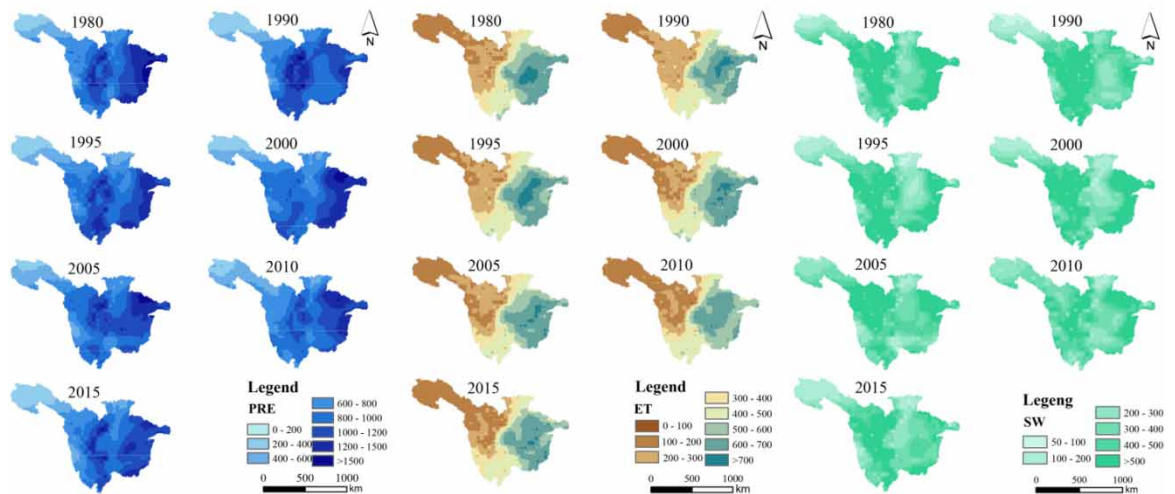 1980
1990
N
1980
1990
N
1980
1990
N
1995
2000
1995
2000
1995
2000
2005
2010
2005
2010
2005
2010
2015
2015
2015
Legend
PRE
0 - 200
200 - 400
400 - 600
600 - 800
800 - 1000
1000 - 1200
1200 - 1500
>1500
0 500 1000
km
Legend
ET
0 - 100
100 - 200
200 - 300
300 - 400
400 - 500
500 - 600
600 - 700
>700
0 500 1000
km
Legeng
SW
50 - 100
100 - 200
200 - 300
300 - 400
400 - 500
>500
0 500 1000
km